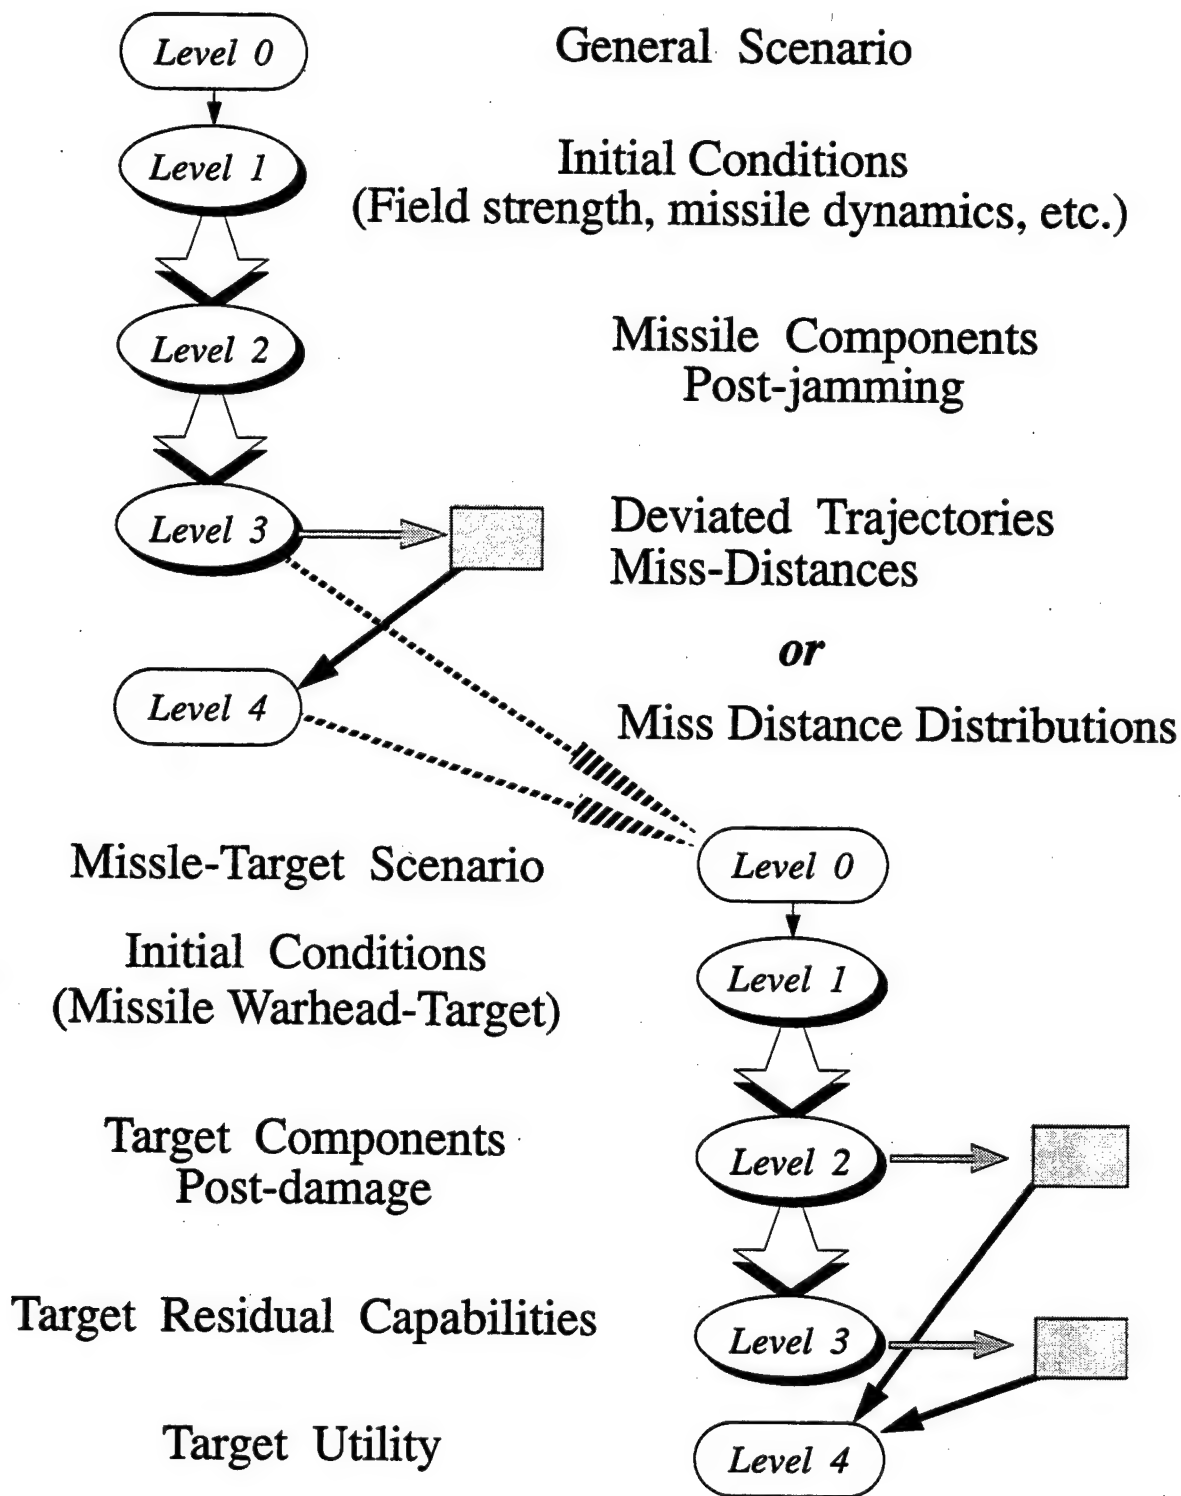 Level 0
General Scenario
Level 1
Initial Conditions
(Field strength, missile dynamics, etc.)
Level 2
Missile Components
Post-jamming
Level 3
Deviated Trajectories
Miss-Distances
or
Level 4
Miss Distance Distributions
Missle-Target Scenario
Level 0
Initial Conditions
(Missile Warhead-Target)
Level 1
Target Components
Post-damage
Level 2
Target Residual Capabilities
Level 3
Target Utility
Level 4